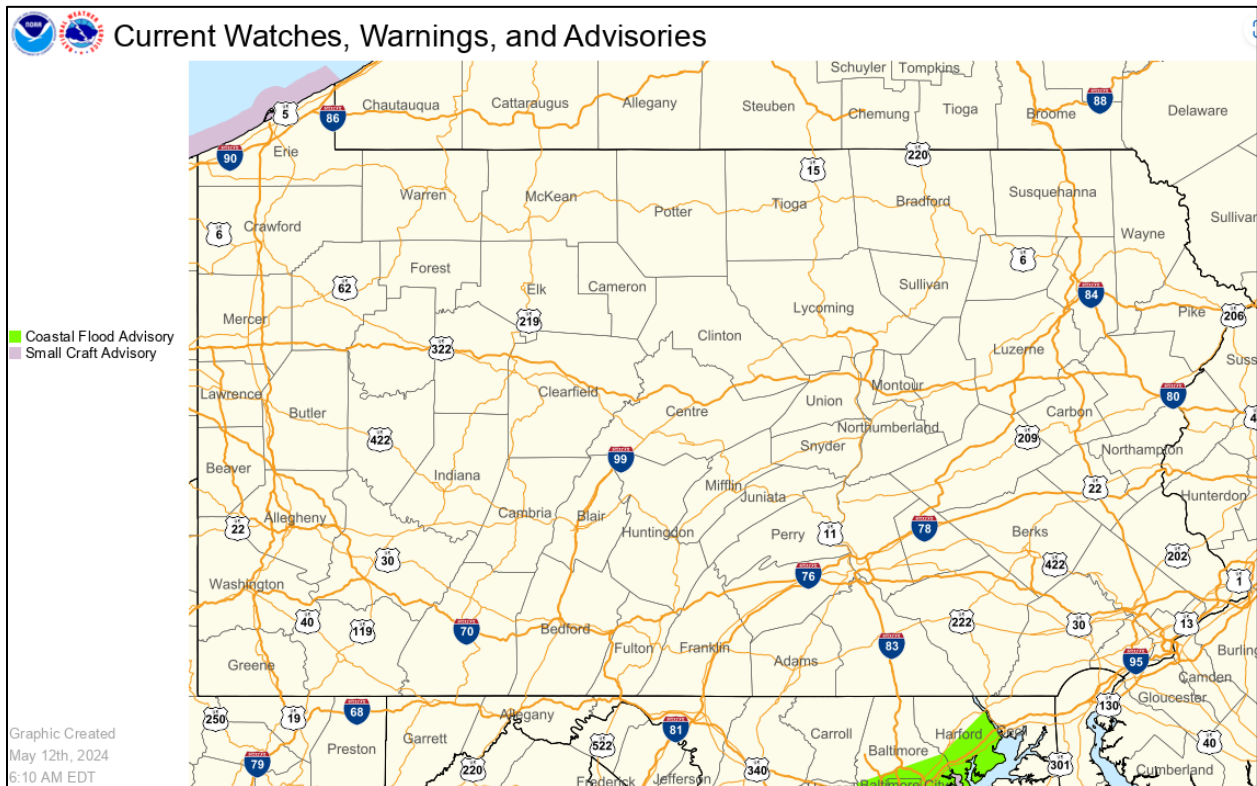 Current Watches, Warnings, and Advisories
Schuyler
Tompkins
Chautauqua
Cattaraugus
Allegany
Steuben
Chemung
Tioga
Broome
88
Delaware
5
86
90
Erie
15
220
Warren
McKean
Potter
Tioga
Bradford
Susquehanna
Sullivan
6
Crawford
Wayne
6
Forest
62
Elk
Cameron
Sullivan
Lycoming
84
Pike
206
Mercer
219
Clinton
Coastal Flood Advisory
Small Craft Advisory
322
Luzerne
Suss
Lawrence
Clearfield
Montour
80
Butler
Centre
Union
Carbon
422
Northumberland
209
Snyder
Northampton
99
Beaver
Indiana
Mifflin
Juniata
22
Hunterdon
22
Allegheny
Cambria
Blair
Huntingdon
Perry
11
78
Berks
30
422
202
Washington
76
1
40
119
70
Bedford
222
30
13
Greene
Fulton
Franklin
Adams
83
95
Burling
Camden
Gloucester
250
19
68
Allegany
81
Carroll
Harford
130
Graphic Created
May 12th, 2024
6:10 AM EDT
Preston
Garrett
522
Baltimore
40
79
220
Frederick
Jefferson
340
Baltimore City
301
Cumberland